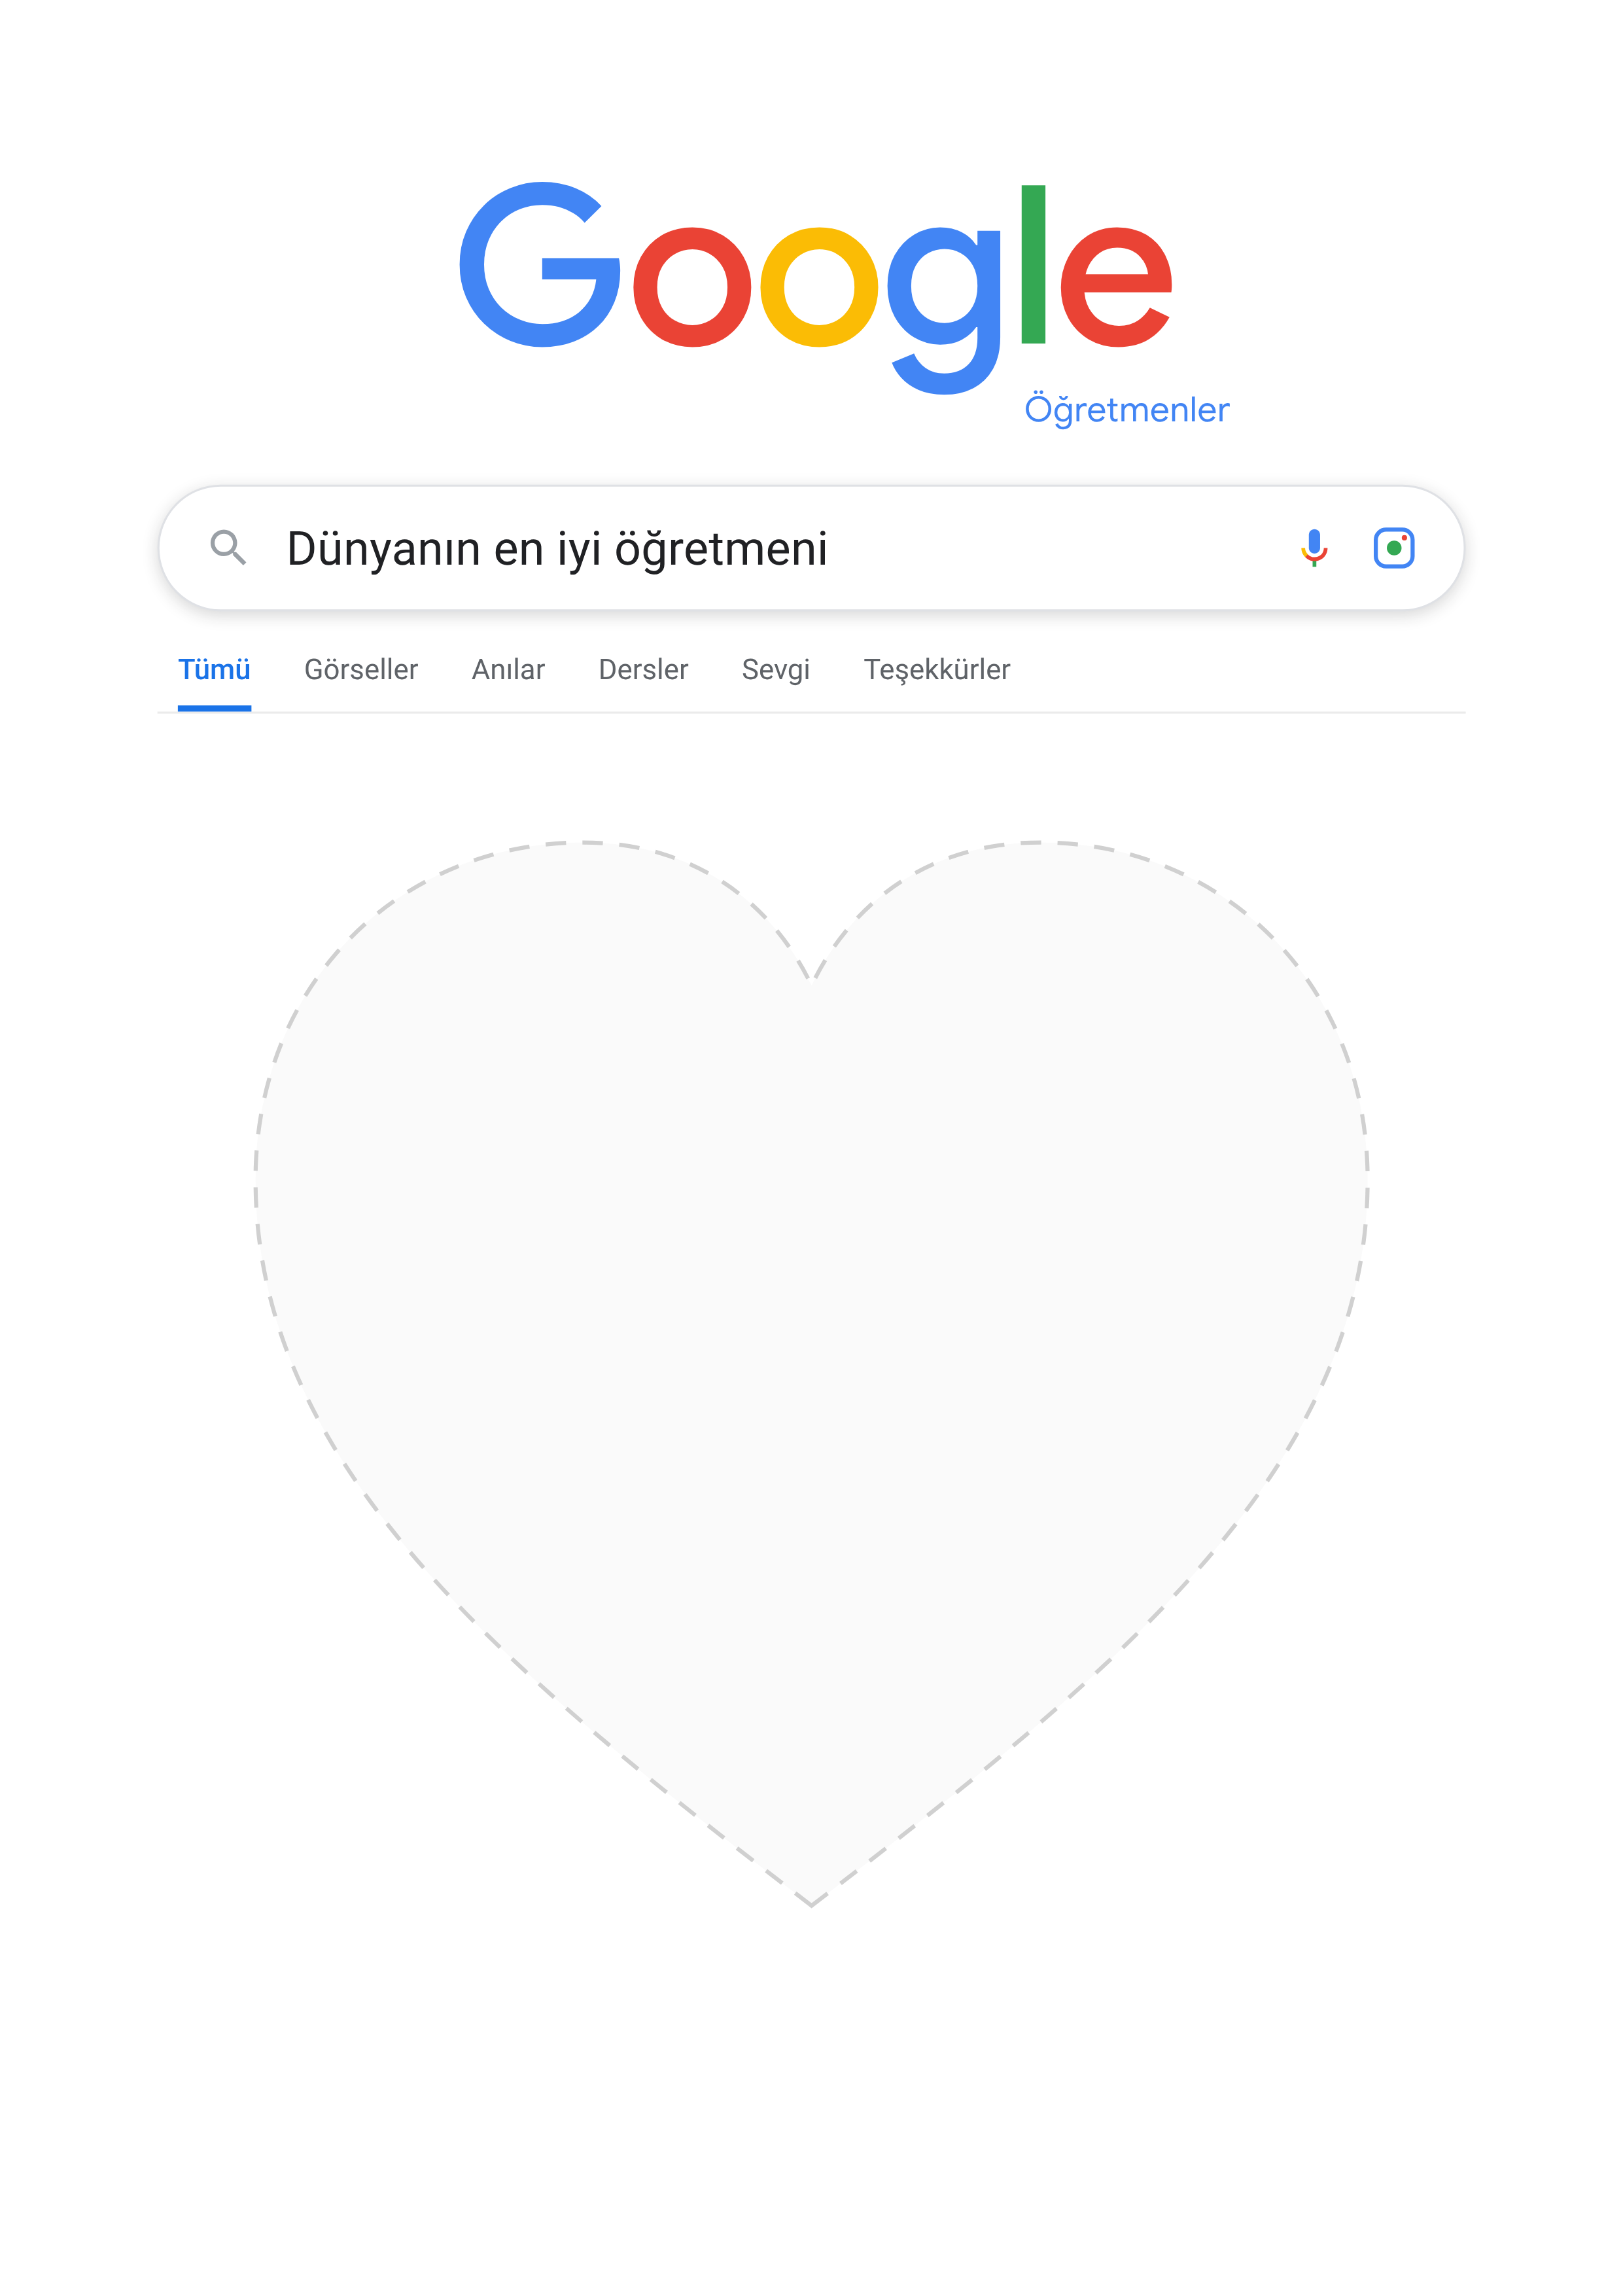 Google
Öğretmenler
Dünyanın en iyi öğretmeni
Tümü Görseller Anılar Dersler Sevgi Teşekkürler